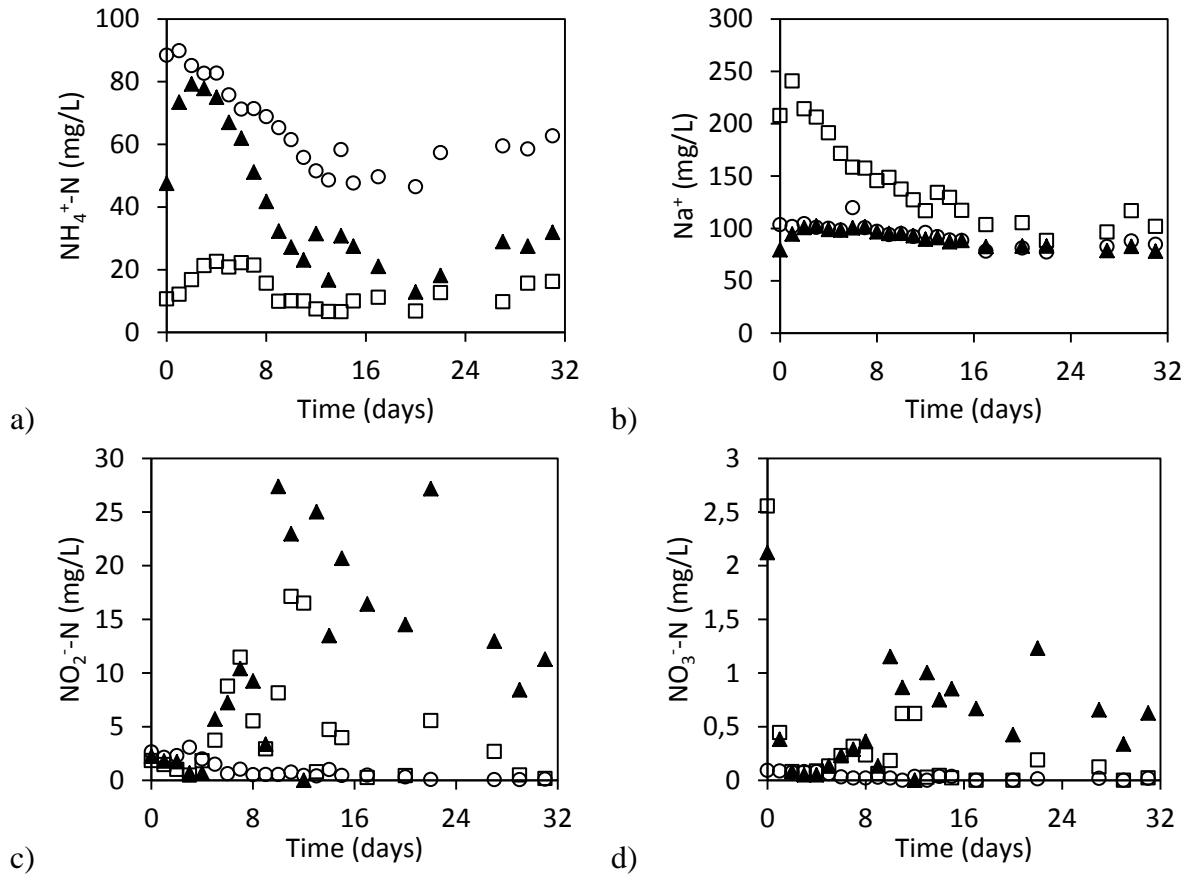 100
80
60
40
20
0
0 8 16 24 32
NH₄⁺-N (mg/L)
Time (days)
a)
300
250
200
150
100
50
0
0 8 16 24 32
Na⁺ (mg/L)
Time (days)
b)
30
25
20
15
10
5
0
0 8 16 24 32
NO₂⁻-N (mg/L)
Time (days)
c)
3
2,5
2
1,5
1
0,5
0
0 8 16 24 32
NO₃⁻-N (mg/L)
Time (days)
d)